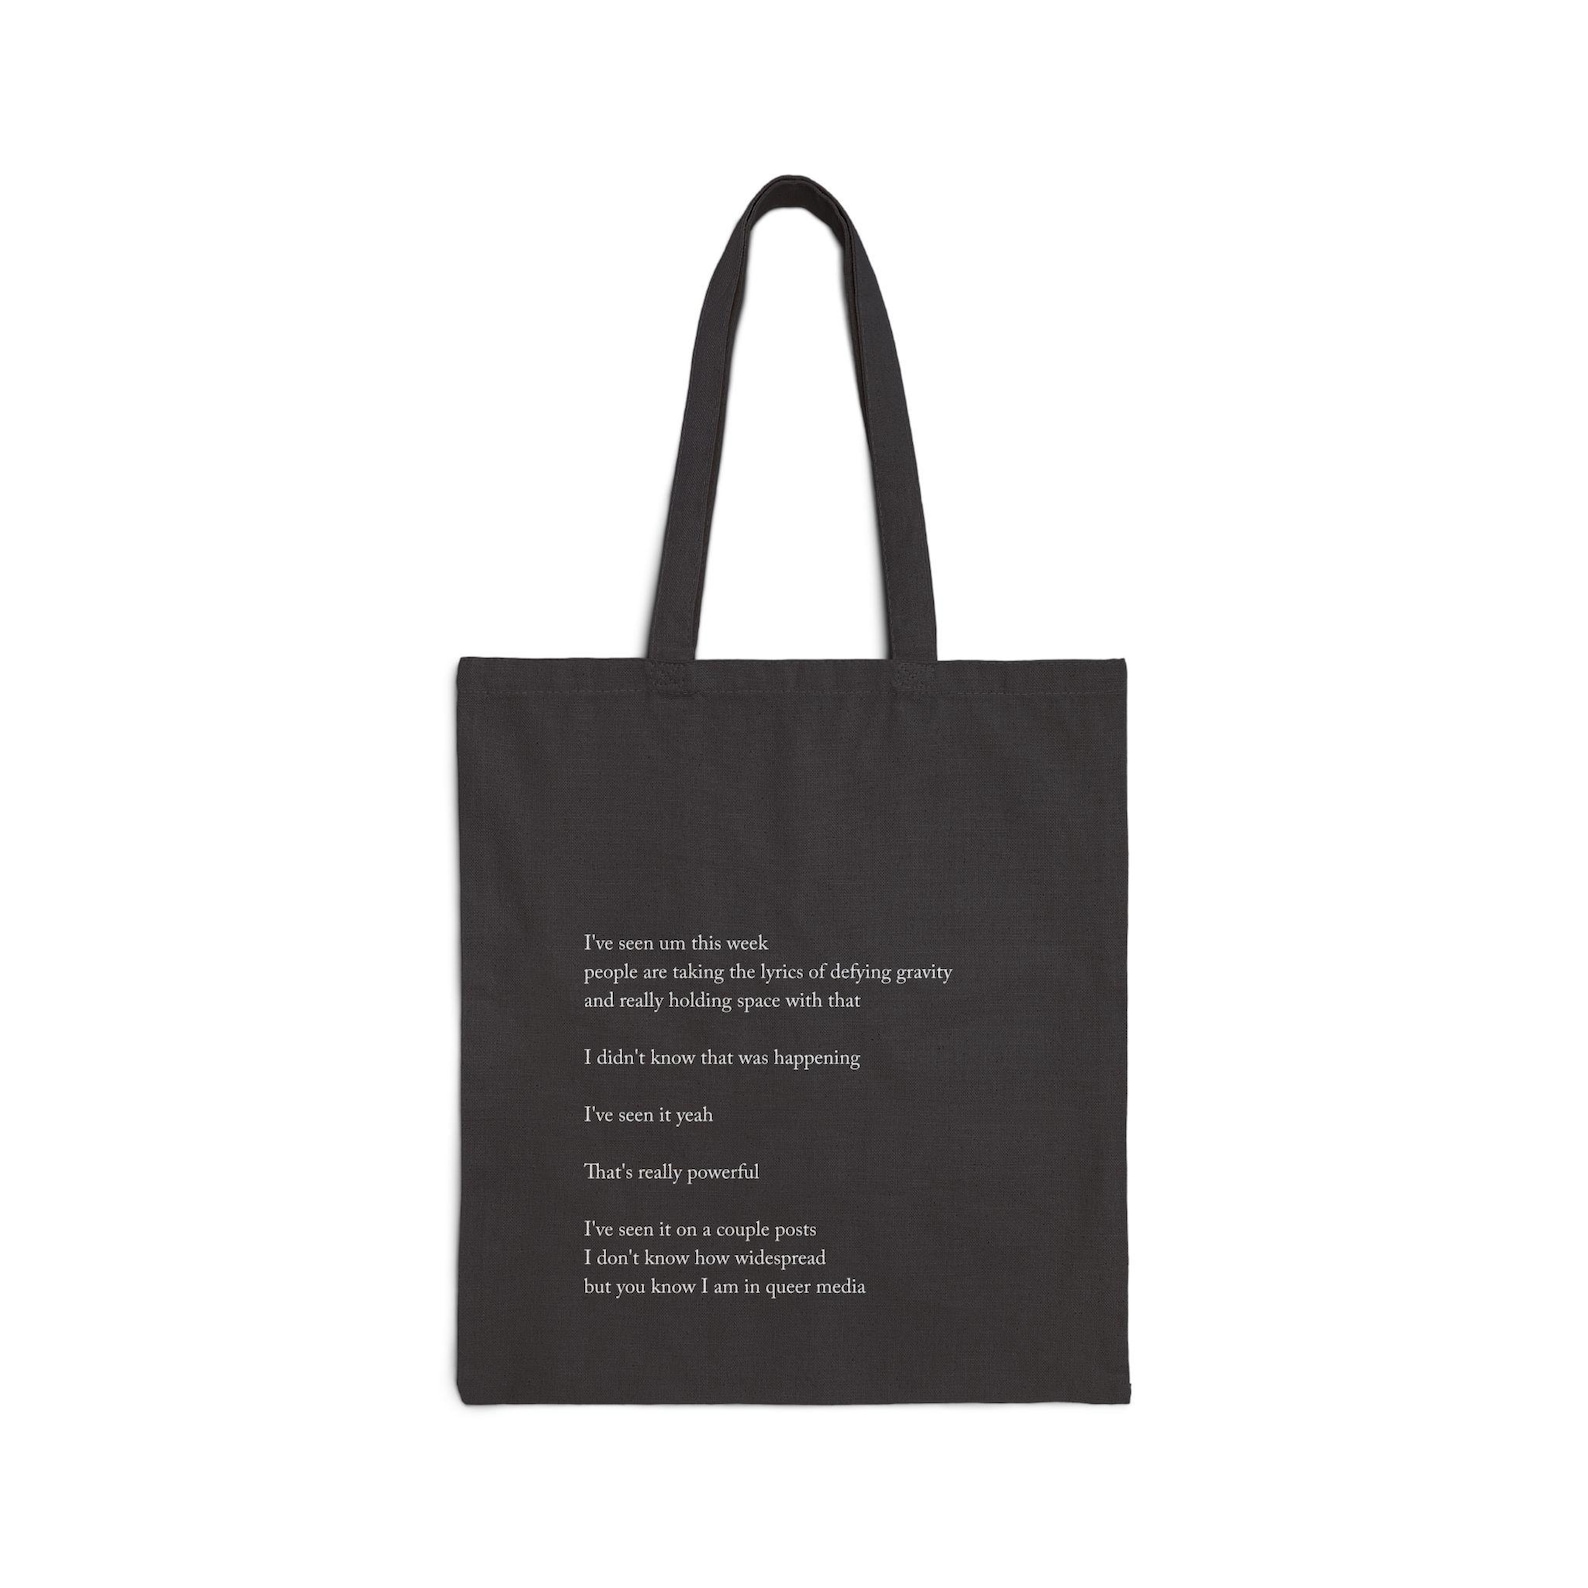 I've seen um this week
people are taking the lyrics of defying gravity
and really holding space with that
I didn't know that was happening
I've seen it yeah
That's really powerful
I've seen it on a couple posts
I don't know how widespread
but you know I am in queer media